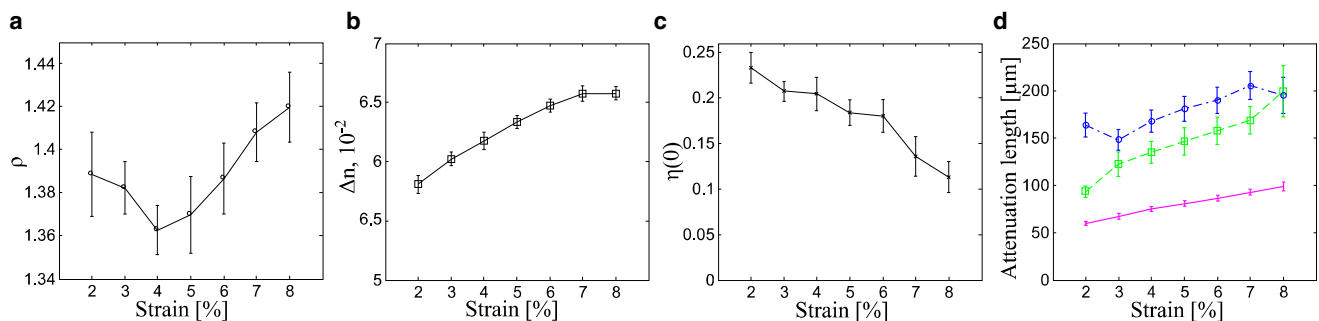 a
1.44
1.42
1.4
1.38
1.36
1.34
ρ
2 3 4 5 6 7 8
Strain [%]
b
7
6.5
6
6.5
5
Δn, 10⁻²
2 3 4 5 6 7 8
Strain [%]
c
0.25
0.2
0.15
0.1
0.05
0
η(0)
2 3 4 5 6 7 8
Strain [%]
d
250
200
150
100
50
0
Attenuation length [μm]
2 3 4 5 6 7 8
Strain [%]